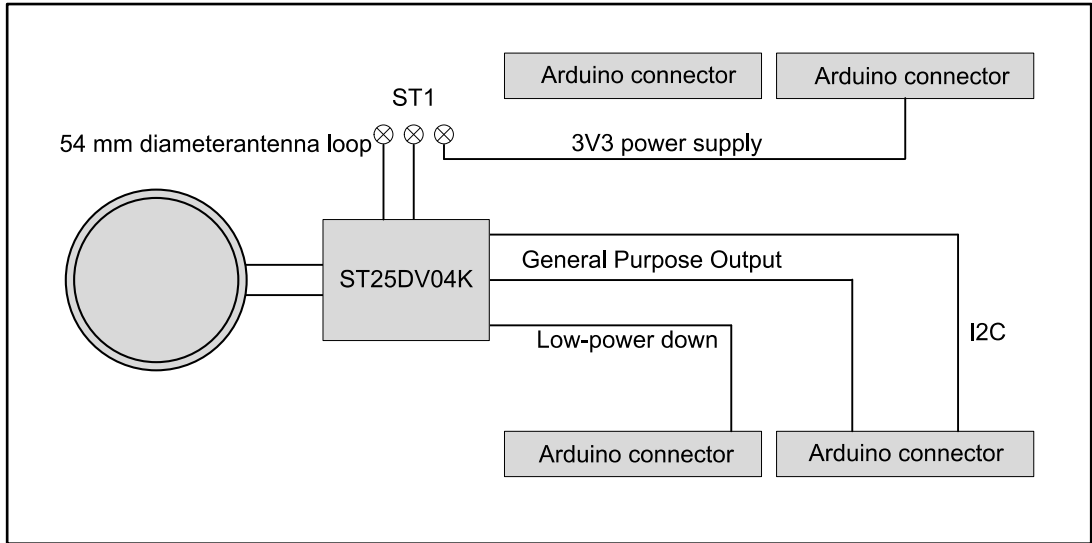 Arduino connector
Arduino connector
ST1
54 mm diameterantenna loop
3V3 power supply
ST25DV04K
General Purpose Output
Low-power down
I2C
Arduino connector
Arduino connector